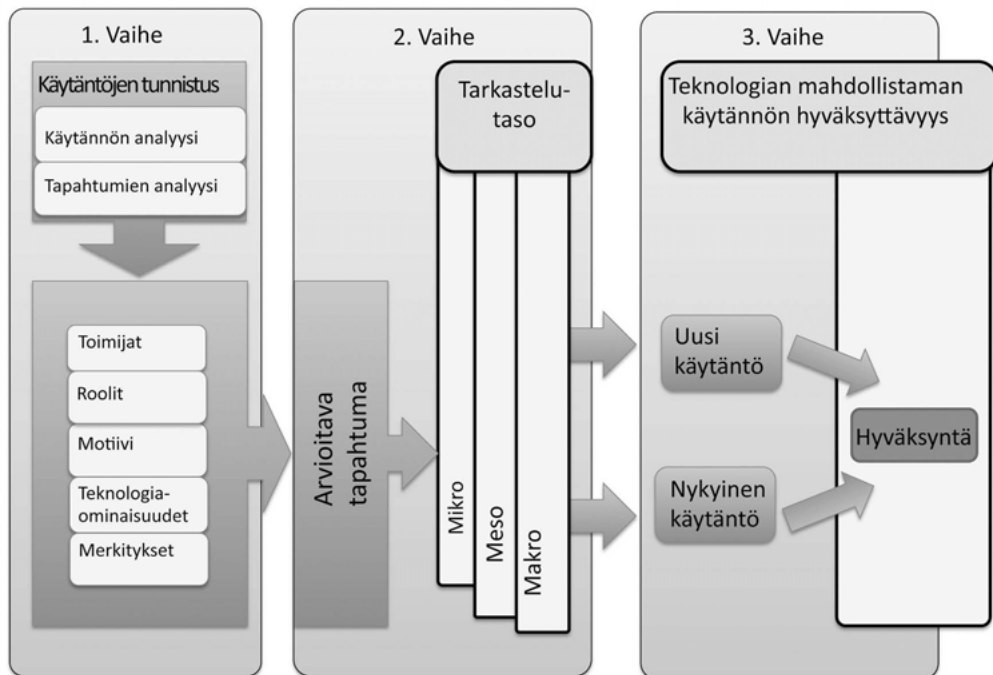 1. Vaihe
Käytäntöjen tunnistus
Käytännön analyysi
Tapahtumien analyysi
Toimijat
Roolit
Motiivi
Teknologia-
ominaisuudet
Merkitykset
2. Vaihe
Tarkastelu-
taso
Arvioitava
tapahtuma
Mikro
Meso
Makro
3. Vaihe
Teknologian mahdollistaman
käytännön hyväksyttävyys
Uusi
käytäntö
Nykyinen
käytäntö
Hyväksyntä